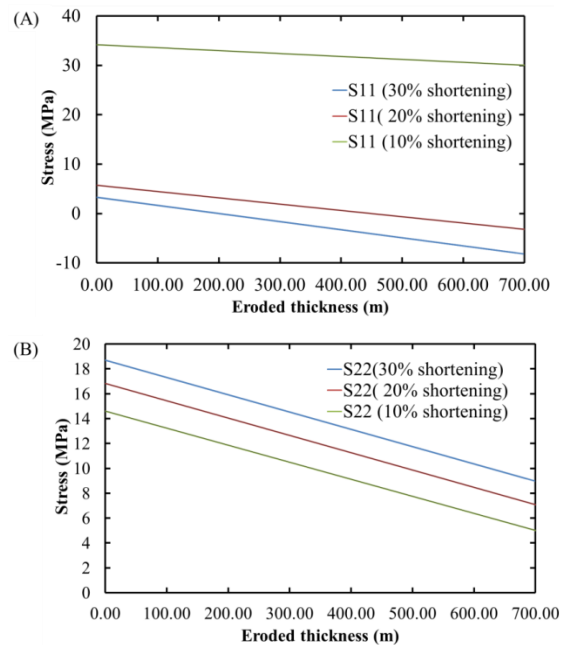 (A)
40
30
20
10
0
-10
Stress (MPa)
S11 (30% shortening)
S11( 20% shortening)
S11 (10% shortening)
0.00 100.00 200.00 300.00 400.00 500.00 600.00 700.00
Eroded thickness (m)
(B)
20
18
16
14
12
10
8
6
4
2
0
Stress (MPa)
S22(30% shortening)
S22( 20% shortening)
S22 (10% shortening)
0.00 100.00 200.00 300.00 400.00 500.00 600.00 700.00
Eroded thickness (m)